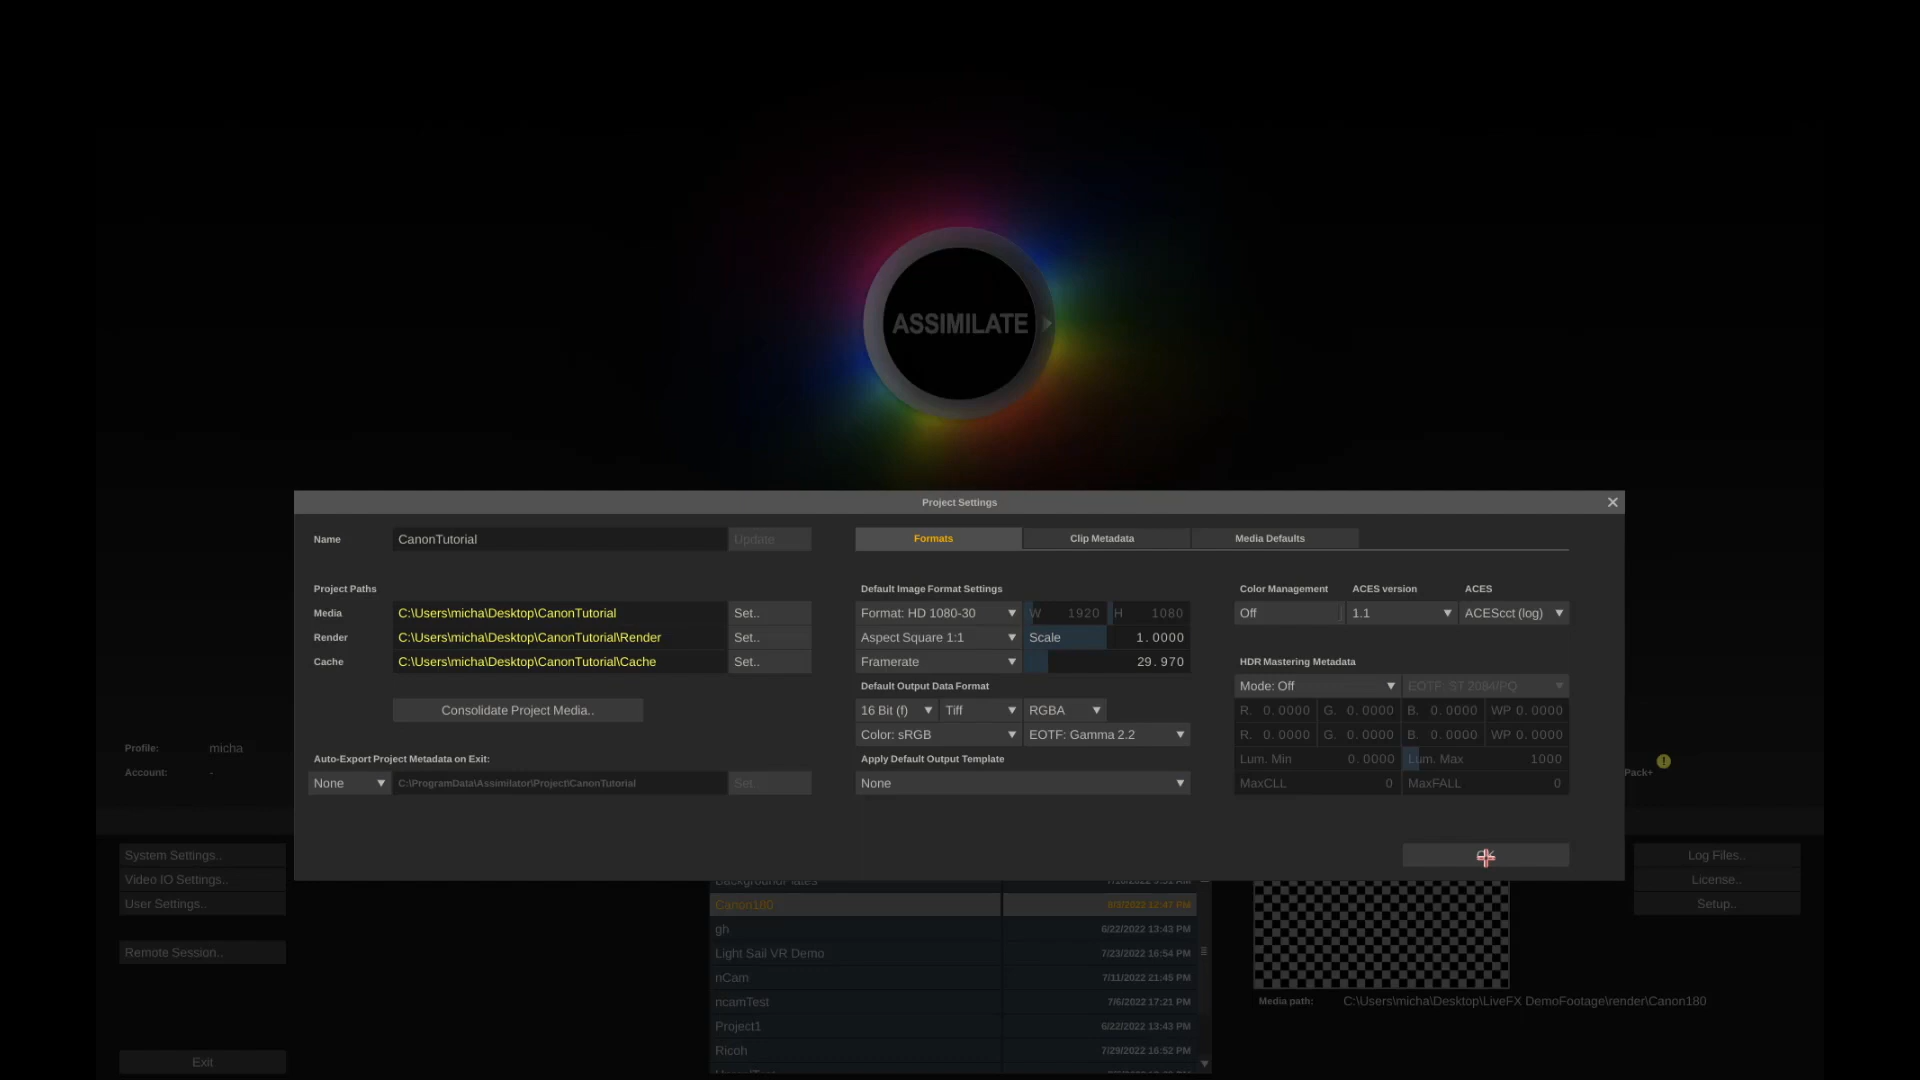 ASSIMILATE
Project Settings
Name
CanonTutorial
Update
Formats
Clip Metadata
Media Defaults
Project Paths
Media
C:\Users\micha\Desktop\CanonTutorial
Set..
Render
C:\Users\micha\Desktop\CanonTutorial\Render
Set..
Cache
C:\Users\micha\Desktop\CanonTutorial\Cache
Set..
Consolidate Project Media..
Auto-Export Project Metadata on Exit:
None
C:\ProgramData\Assimilator\Project\CanonTutorial
Set..
Default Image Format Settings
Format: HD 1080-30
W 1920 H 1080
Aspect Square 1:1
Scale 1.0000
Framerate 29.970
Default Output Data Format
16 Bit (f) Tiff RGBA
Color: sRGB EOTF: Gamma 2.2
Apply Default Output Template
None
Color Management ACES version ACES
Off 1.1 ACEScct (log)
HDR Mastering Metadata
Mode: Off EOTF: ST 2084/PQ
R. 0.0000 G. 0.0000 B. 0.0000 WP 0.0000
R. 0.0000 G. 0.0000 B. 0.0000 WP 0.0000
Lum. Min 0.0000 Lum. Max 1000
MaxCLL 0 MaxFALL 0
Profile: micha
Account: -
Pack+
System Settings..
Video IO Settings..
User Settings..
Remote Session..
Exit
BackgroundPlates
Canon180 8/3/2022 12:47 PM
gh 6/22/2022 13:43 PM
Light Sail VR Demo 7/23/2022 16:54 PM
nCam 7/11/2022 21:45 PM
ncamTest 7/6/2022 17:21 PM
Project1 6/22/2022 13:43 PM
Ricoh 7/29/2022 16:52 PM
Media path: C:\Users\micha\Desktop\LiveFX DemoFootage\render\Canon180
Log Files..
License..
Setup..